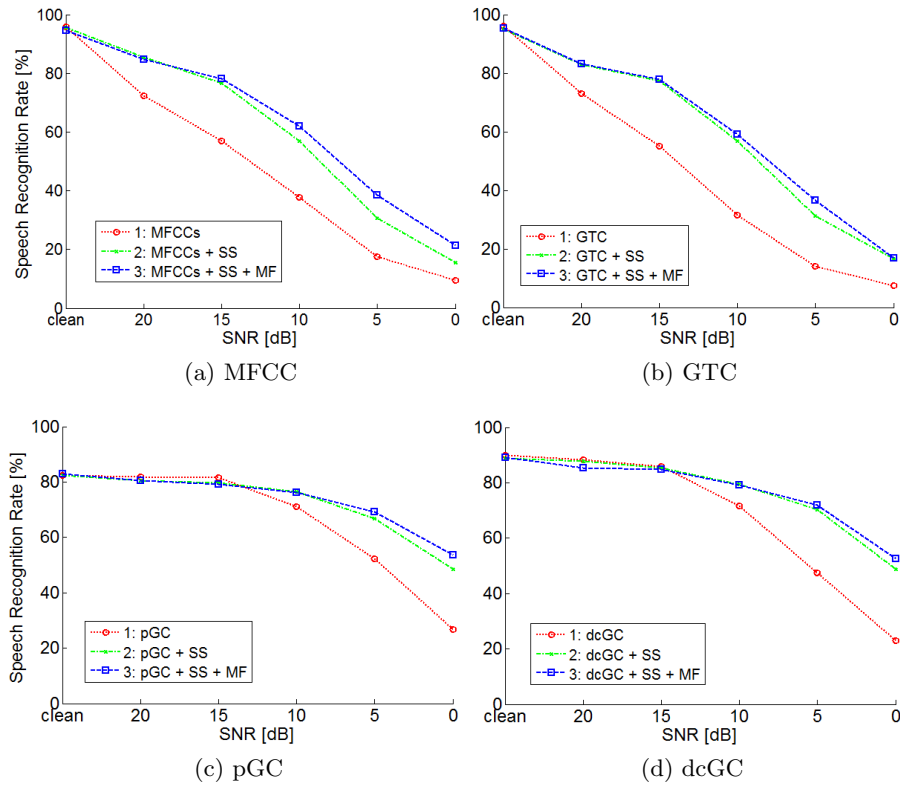 Speech Recognition Rate [%]
100
80
60
40
20
0
1: MFCCs
2: MFCCs + SS
3: MFCCs + SS + MF
clean 20 15 10 5 0
SNR [dB]
(a) MFCC
100
80
60
40
20
0
1: GTC
2: GTC + SS
3: GTC + SS + MF
clean 20 15 10 5 0
SNR [dB]
(b) GTC
Speech Recognition Rate [%]
100
80
60
40
20
0
1: pGC
2: pGC + SS
3: pGC + SS + MF
clean 20 15 10 5 0
SNR [dB]
(c) pGC
Speech Recognition Rate [%]
100
80
60
40
20
0
1: dcGC
2: dcGC + SS
3: dcGC + SS + MF
clean 20 15 10 5 0
SNR [dB]
(d) dcGC